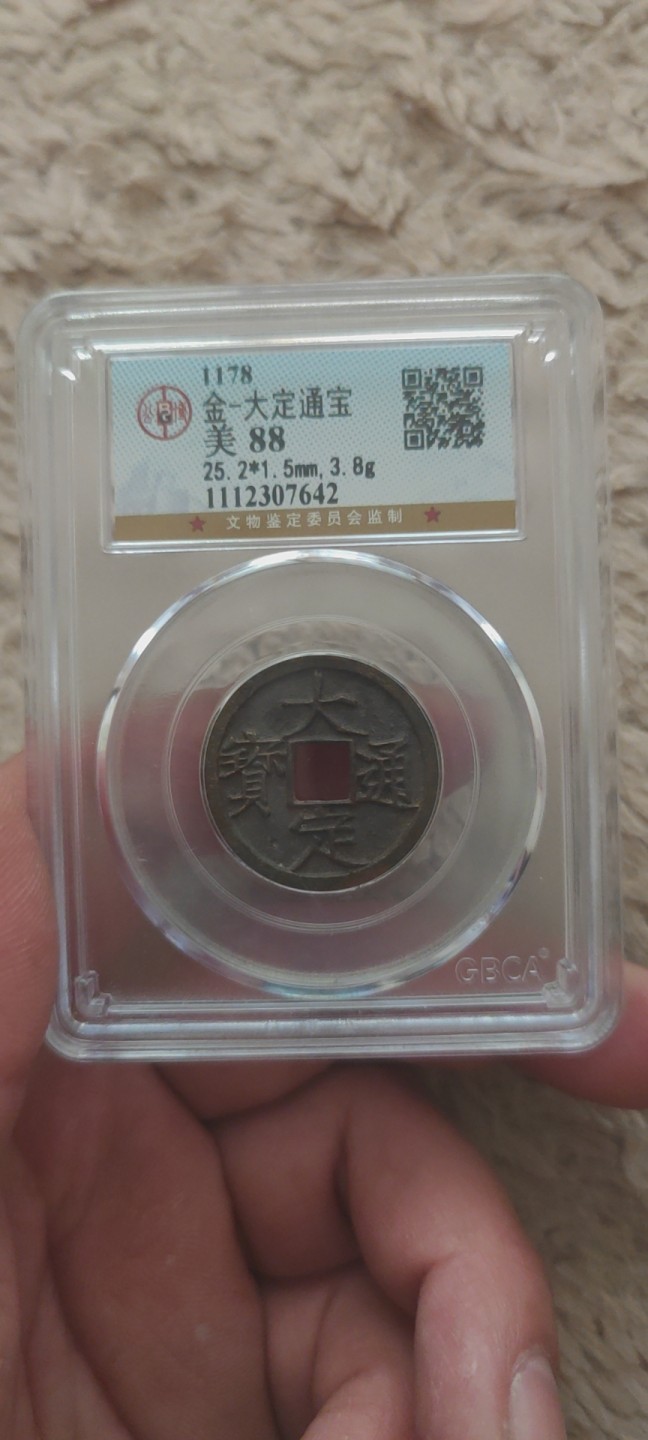 1178
金-大定通宝
美 88
25.2*1.5mm,3.8g
1112307642
★ 文物鉴定委员会监制 ★
大
寶 通
定
GBCA